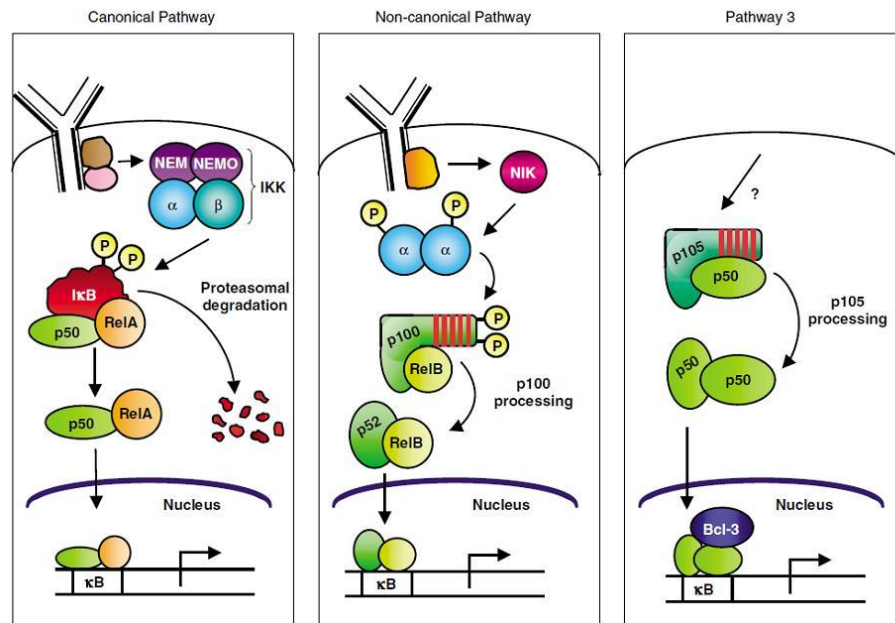 Canonical Pathway
NEM NEMO
α β
IKK
P
P
IκB
p50 RelA
Proteasomal
degradation
p50 RelA
Nucleus
κB
Non-canonical Pathway
NIK
P
P
α α
p100
P
P
RelB
p100
processing
p52 RelB
Nucleus
κB
Pathway 3
?
p105
p50
p105
processing
p50 p50
Nucleus
Bcl-3
κB